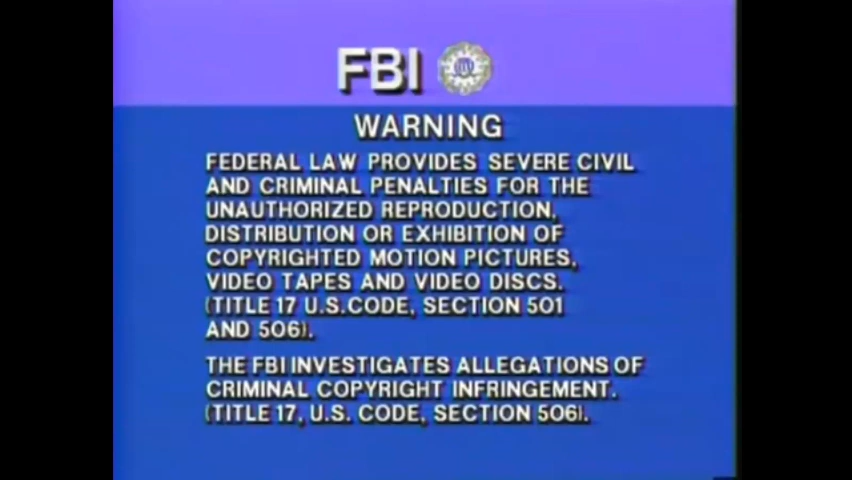 FBI
WARNING
FEDERAL LAW PROVIDES SEVERE CIVIL
AND CRIMINAL PENALTIES FOR THE
UNAUTHORIZED REPRODUCTION,
DISTRIBUTION OR EXHIBITION OF
COPYRIGHTED MOTION PICTURES,
VIDEO TAPES AND VIDEO DISCS.
(TITLE 17 U.S.CODE, SECTION 501
AND 506).
THE FBI INVESTIGATES ALLEGATIONS OF
CRIMINAL COPYRIGHT INFRINGEMENT.
(TITLE 17, U.S. CODE, SECTION 506).